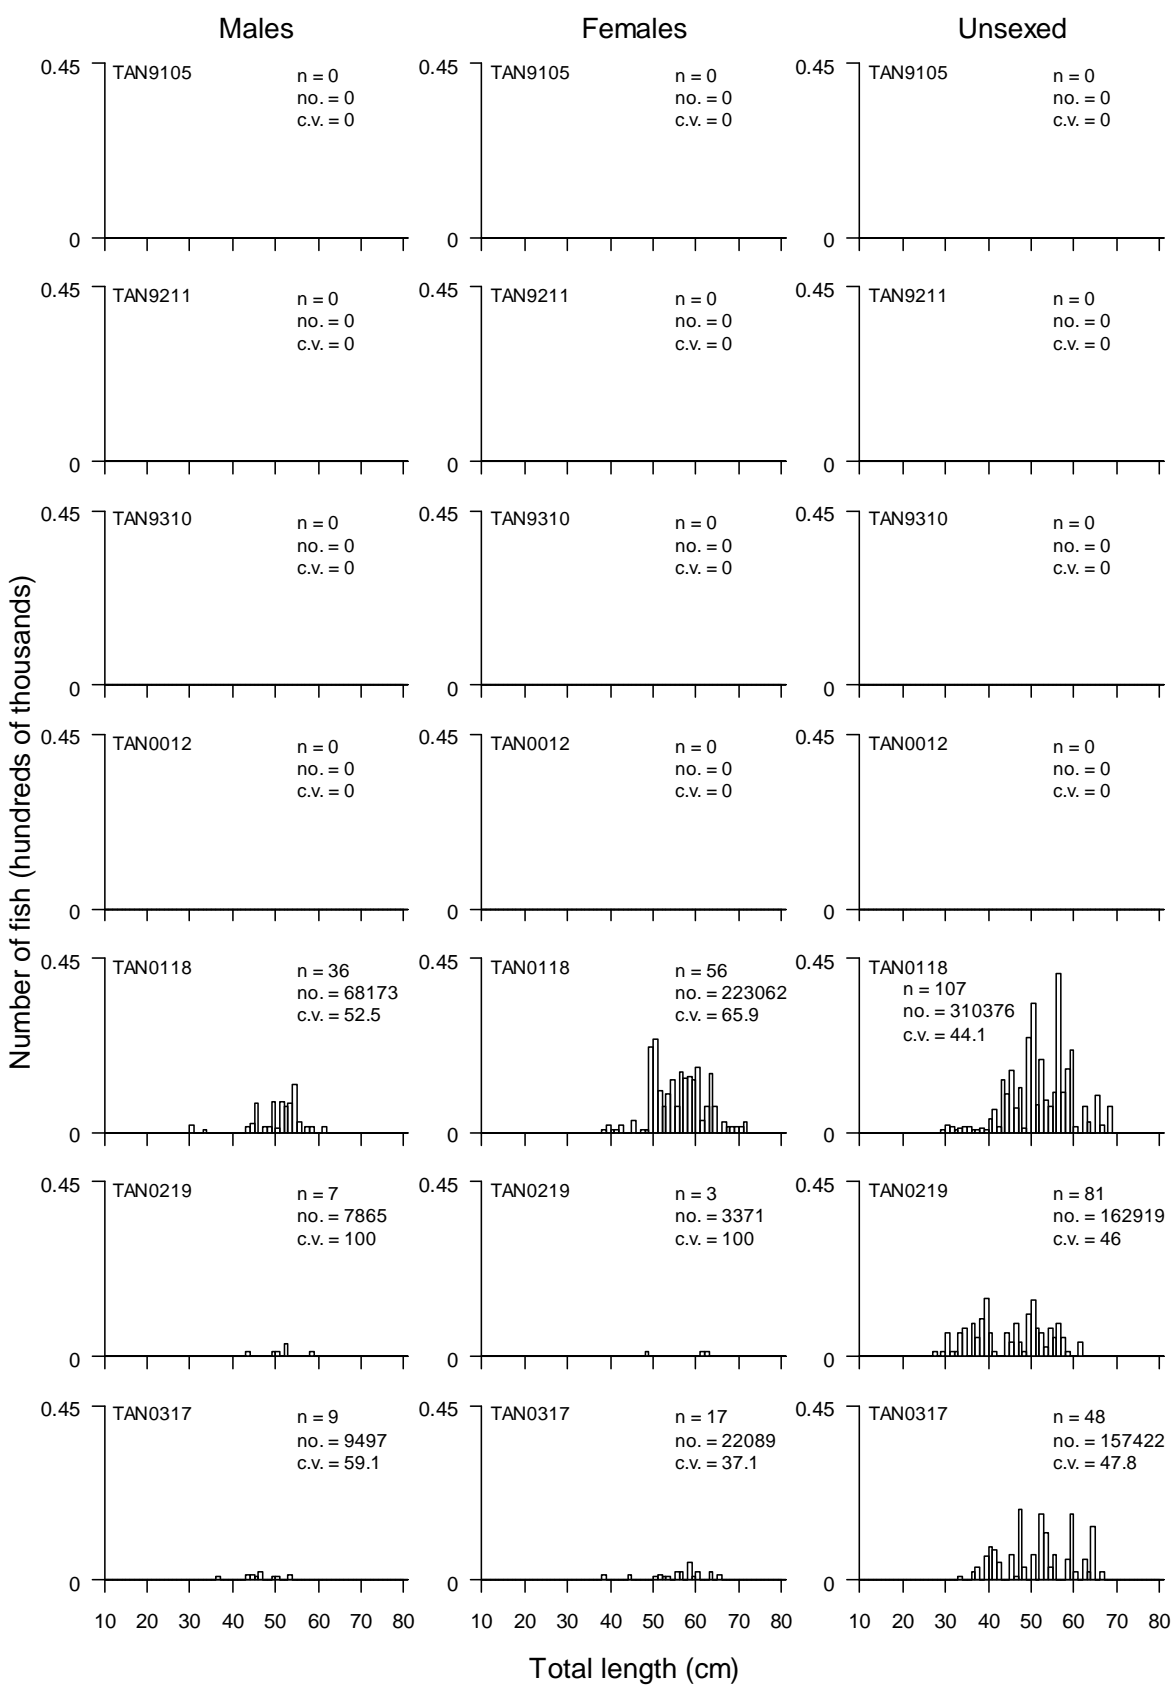 Males Females Unsexed
0.45 TAN9105 n = 0 TAN9105 n = 0 0.45 TAN9105 n = 0
no. = 0 no. = 0 no. = 0
c.v. = 0 c.v. = 0 c.v. = 0
0 0 0
0.45 TAN9211 n = 0 0.45 TAN9211 n = 0 0.45 TAN9211 n = 0
no. = 0 no. = 0 no. = 0
c.v. = 0 c.v. = 0 c.v. = 0
0 0 0
0.45 TAN9310 n = 0 0.45 TAN9310 n = 0 0.45 TAN9310 n = 0
no. = 0 no. = 0 no. = 0
c.v. = 0 c.v. = 0 c.v. = 0
0 0 0
0.45 TAN0012 n = 0 0.45 TAN0012 n = 0 0.45 TAN0012 n = 0
no. = 0 no. = 0 no. = 0
c.v. = 0 c.v. = 0 c.v. = 0
0 0 0
0.45 TAN0118 n = 36 0.45 TAN0118 n = 56 0.45 TAN0118
n = 107
no. = 68173 no. = 223062 no. = 310376
c.v. = 52.5 c.v. = 65.9 c.v. = 44.1
0 0 0
0.45 TAN0219 n = 7 0.45 TAN0219 n = 3 0.45 TAN0219 n = 81
no. = 7865 no. = 3371 no. = 162919
c.v. = 100 c.v. = 100 c.v. = 46
0 0 0
0.45 TAN0317 n = 9 0.45 TAN0317 n = 17 0.45 TAN0317 n = 48
no. = 9497 no. = 22089 no. = 157422
c.v. = 59.1 c.v. = 37.1 c.v. = 47.8
0 0 0
10 20 30 40 50 60 70 80 10 20 30 40 50 60 70 80 10 20 30 40 50 60 70 80
Total length (cm)
Number of fish (hundreds of thousands)